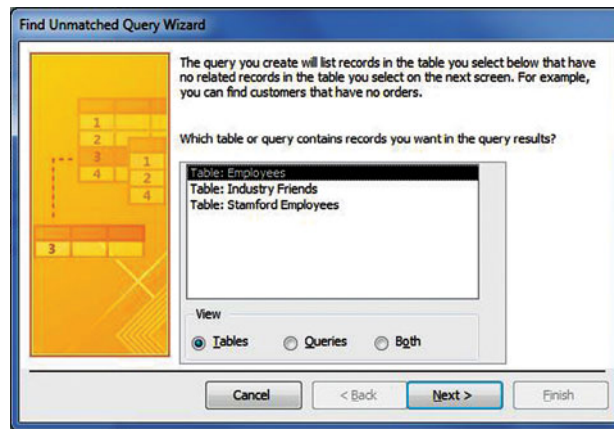 Find Unmatched Query Wizard
The query you create will list records in the table you select below that have
no related records in the table you select on the next screen. For example,
you can find customers that have no orders.
Which table or query contains records you want in the query results?
1
2
3
4
1
2
4
3
Table: Employees
Table: Industry Friends
Table: Stamford Employees
View
Tables
Queries
Both
Cancel
< Back
Next >
Finish